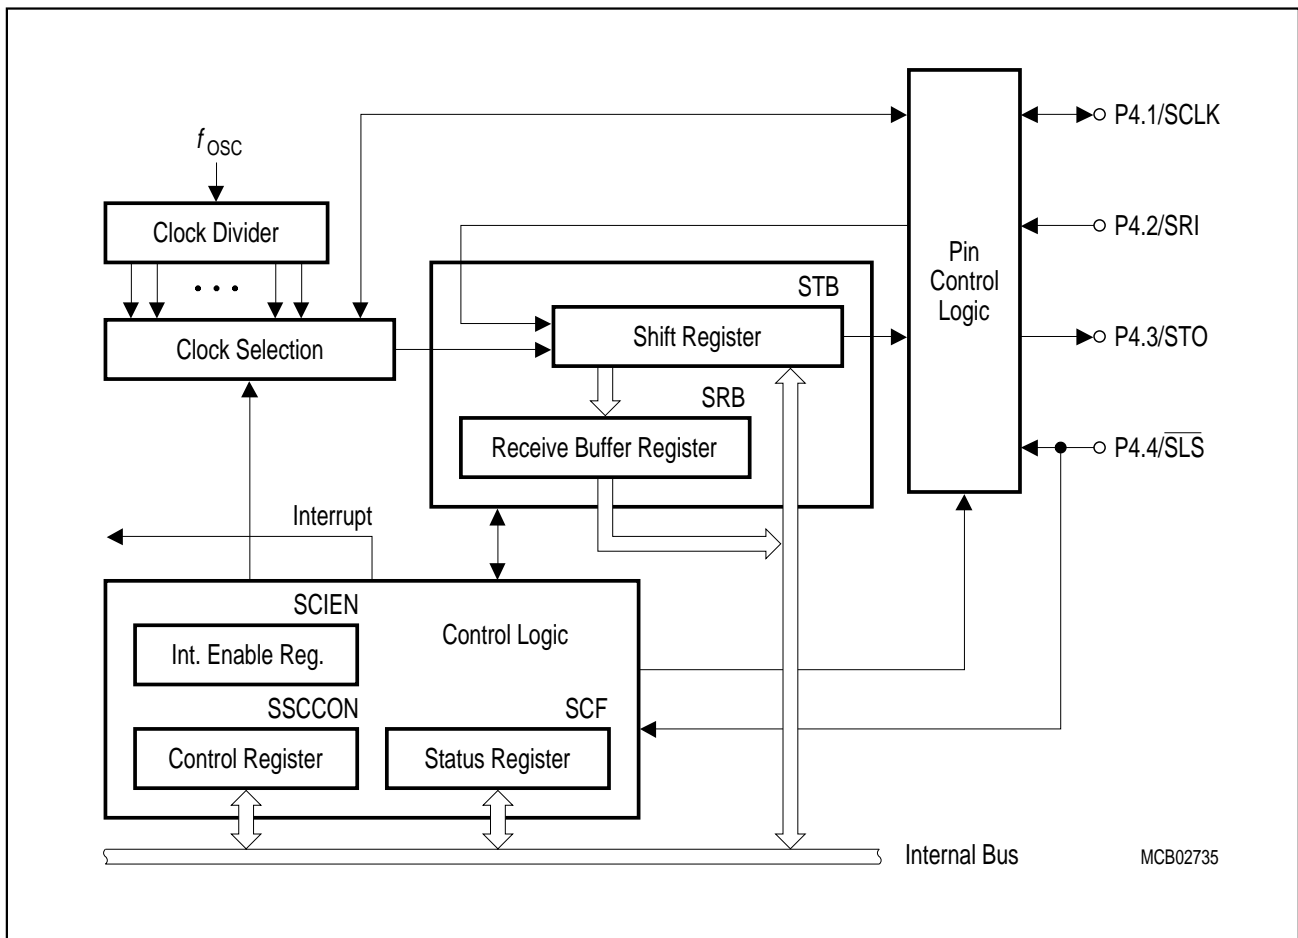 fOSC
P4.1/SCLK
Clock Divider
P4.2/SRI
Pin
Control
Logic
STB
Shift Register
Clock Selection
P4.3/STO
SRB
Receive Buffer Register
P4.4/S̅L̅S̅
Interrupt
SCIEN
Int. Enable Reg.
Control Logic
SSCCON
SCF
Control Register
Status Register
Internal Bus
MCB02735